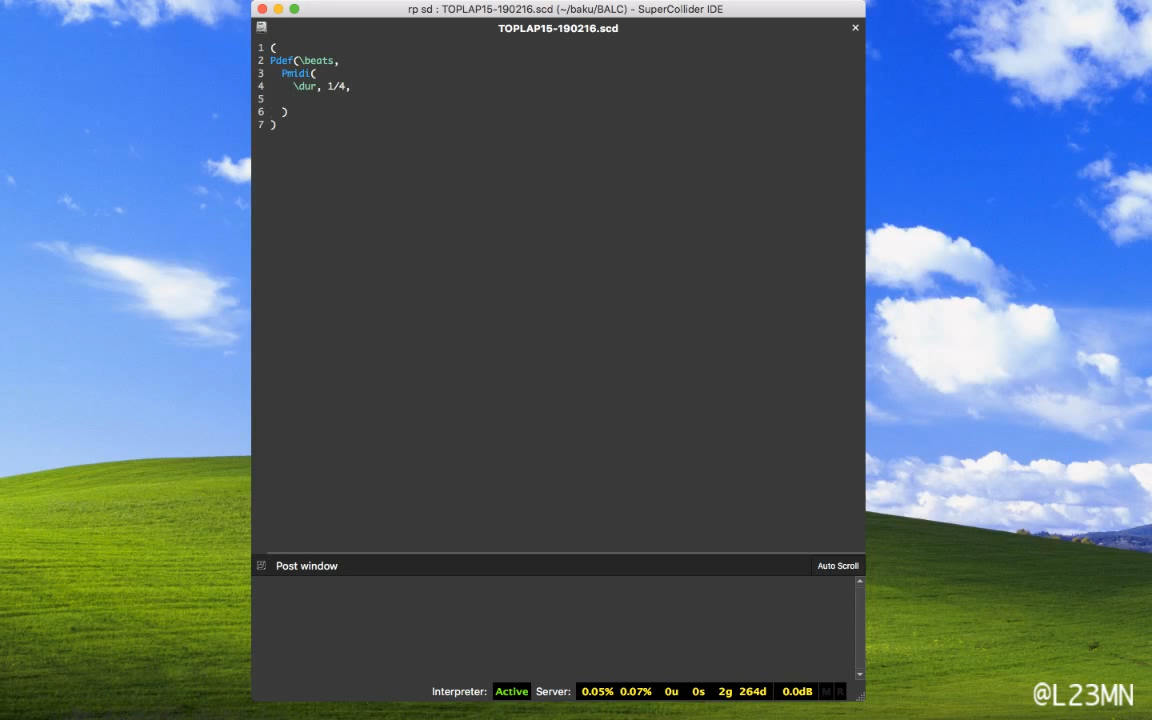 rp sd : TOPLAP15-190216.scd (~/baku/BALC) - SuperCollider IDE
TOPLAP15-190216.scd
1 (
2 Pdef(\beats,
3   Pmidi(
4     \dur, 1/4,
5
6   )
7 )
Post window
Auto Scroll
Interpreter: Active Server: 0.05% 0.07% 0u 0s 2g 264d 0.0dB M R
@L23MN